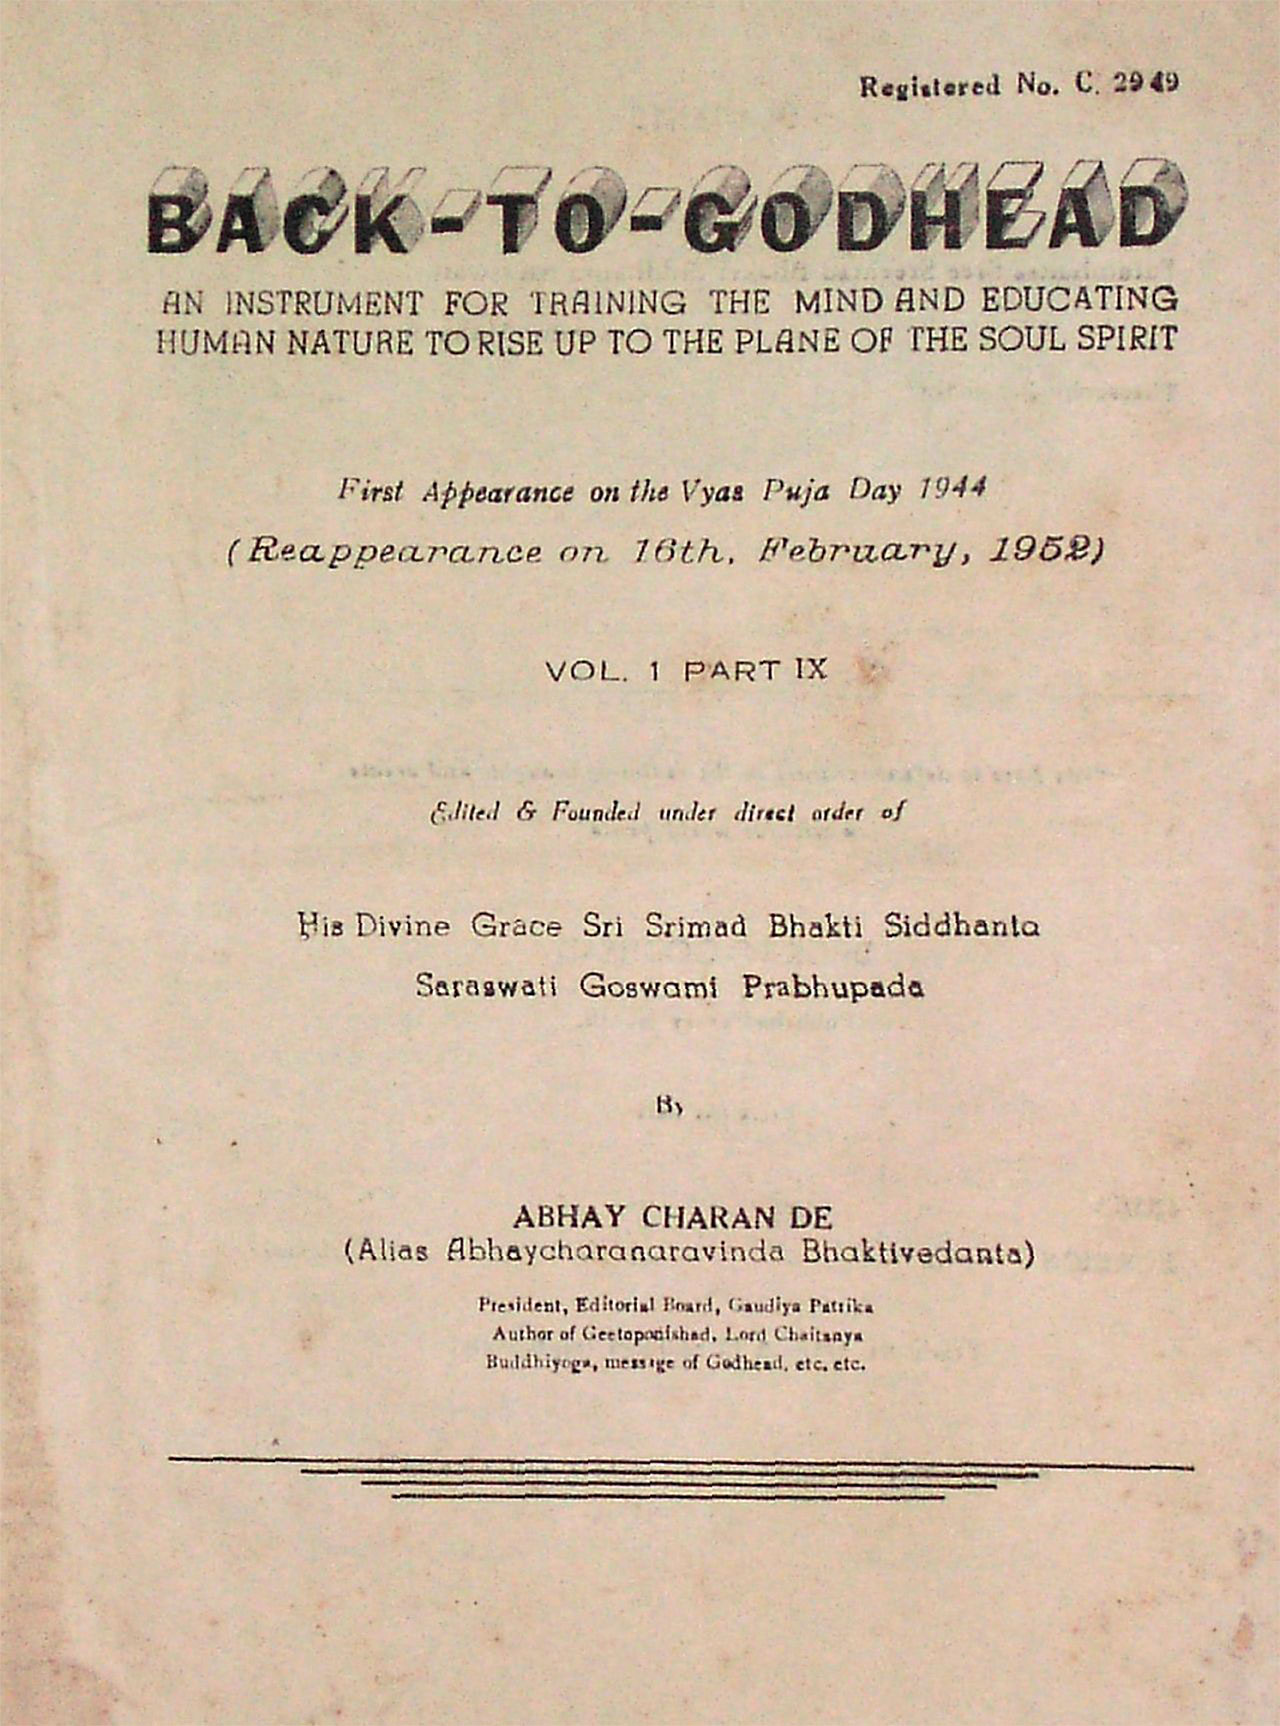 Registered No. C. 2949
BACK-TO-GODHEAD
AN INSTRUMENT FOR TRAINING THE MIND AND EDUCATING
HUMAN NATURE TO RISE UP TO THE PLANE OF THE SOUL SPIRIT
First Appearance on the Vyas Puja Day 1944
(Reappearance on 16th, February, 1952)
VOL. 1 PART IX
Edited & Founded under direct order of
His Divine Grace Sri Srimad Bhakti Siddhanta
Saraswati Goswami Prabhupada
By
ABHAY CHARAN DE
(Alias Abhaycharanaravinda Bhaktivedanta)
President, Editorial Board, Gaudiya Patrika
Author of Geetopanishad, Lord Chaitanya
Buddhiyoga, message of Godhead, etc. etc.